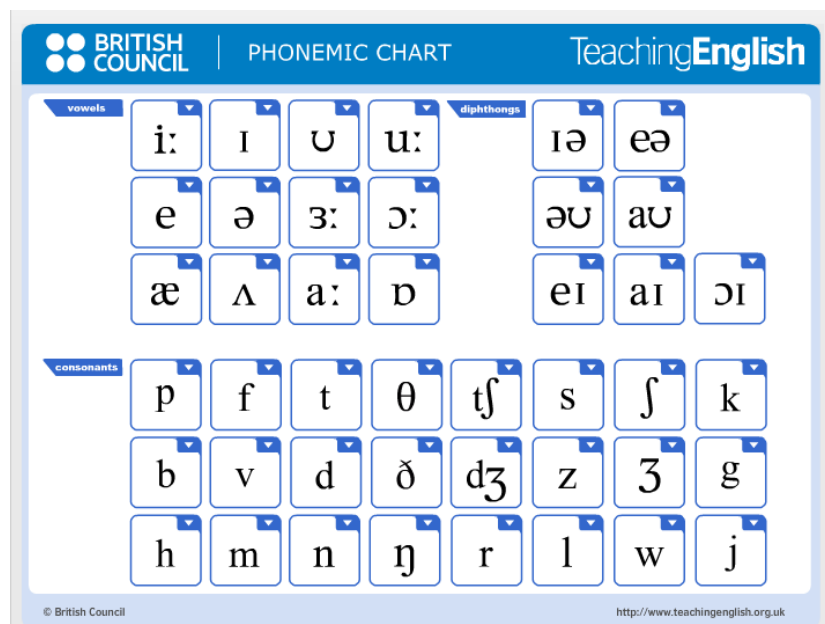 BRITISH COUNCIL
PHONEMIC CHART
TeachingEnglish
vowels
diphthongs
iː ɪ ʊ uː ɪə eə
e ə ɜː ɔː əʊ aʊ
æ ʌ aː ɒ eɪ aɪ ɔɪ
consonants
p f t θ tʃ s ʃ k
b v d ð dʒ z ʒ g
h m n ŋ r l w j
© British Council
http://www.teachingenglish.org.uk